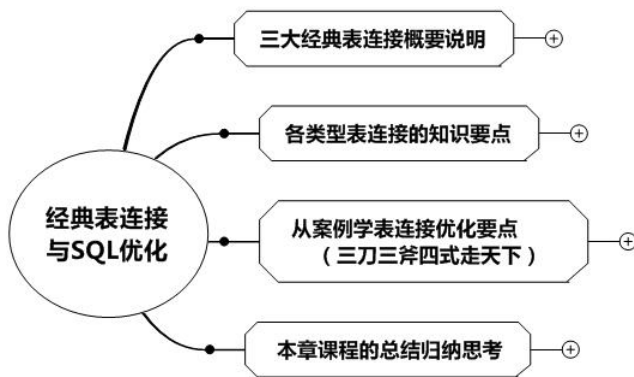 三大经典表连接概要说明
各类型表连接的知识要点
经典表连接
与SQL优化
从案例学表连接优化要点
（三刀三斧四式走天下）
本章课程的总结归纳思考